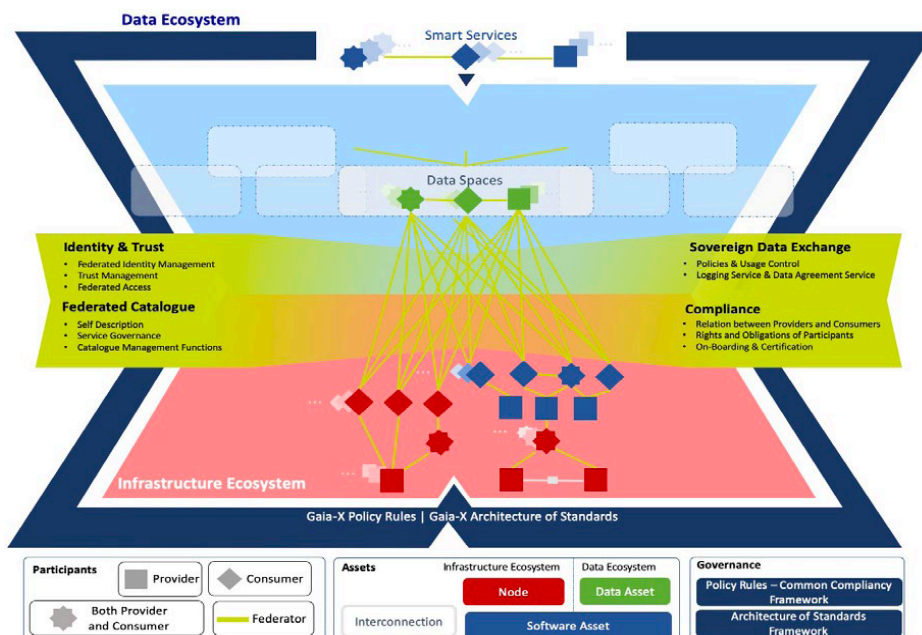 Data Ecosystem
Smart Services
Data Spaces
Identity & Trust
• Federated Identity Management
• Trust Management
• Federated Access
Federated Catalogue
• Self Description
• Service Governance
• Catalogue Management Functions
Sovereign Data Exchange
• Policies & Usage Control
• Logging Service & Data Agreement Service
Compliance
• Relation between Providers and Consumers
• Rights and Obligations of Participants
• On-Boarding & Certification
Infrastructure Ecosystem
Gaia-X Policy Rules | Gaia-X Architecture of Standards
Participants
Provider
Consumer
Both Provider
and Consumer
Federator
Assets
Infrastructure Ecosystem
Data Ecosystem
Node
Data Asset
Interconnection
Software Asset
Governance
Policy Rules – Common Compliancy
Framework
Architecture of Standards
Framework